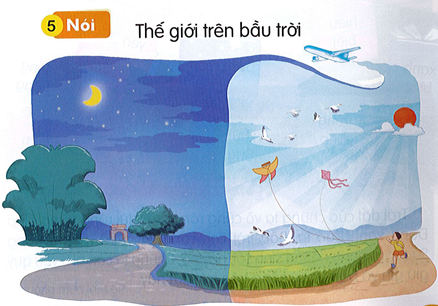 5 Nói
Thế giới trên bầu trời